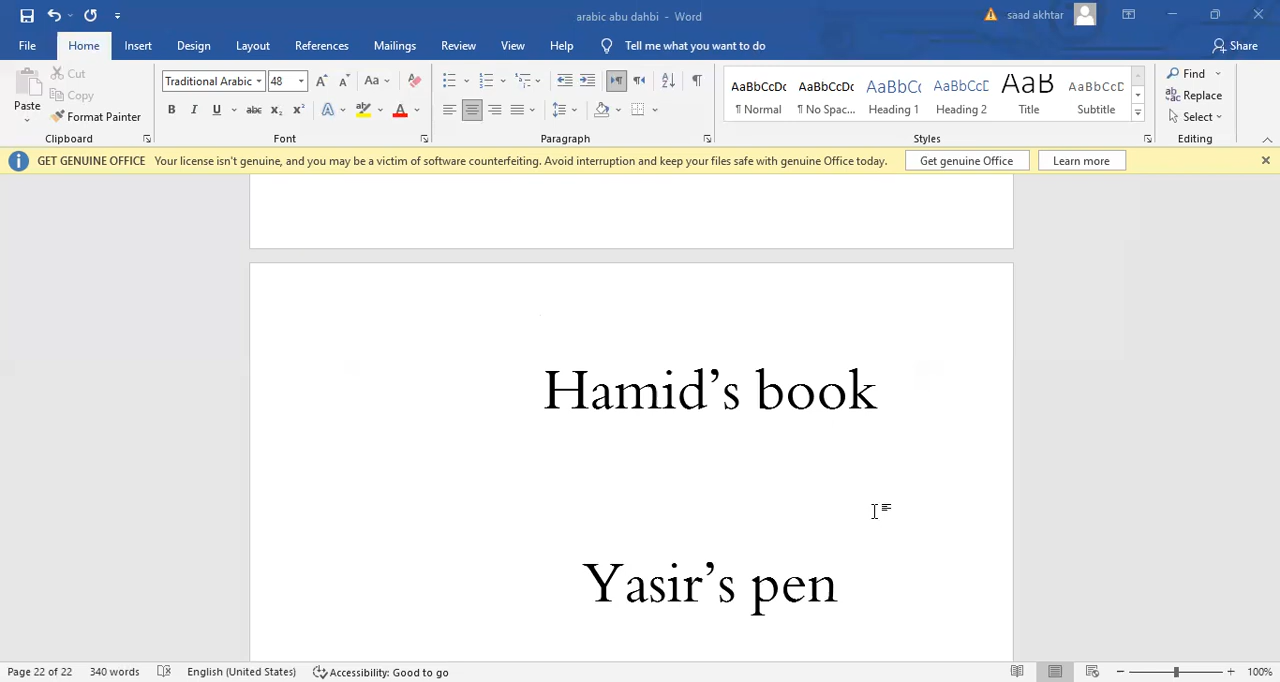 arabic abu dahbi - Word
saad akhtar
File Home Insert Design Layout References Mailings Review View Help Tell me what you want to do Share
Paste Cut Copy Format Painter Clipboard
Traditional Arabic 48 Font
Paragraph
AaBbCcDc ¶ Normal AaBbCcDc ¶ No Spac... AaBbCc Heading 1 AaBbCcD Heading 2 AaB Title AaBbCcD Subtitle Styles
Find Replace Select Editing
GET GENUINE OFFICE Your license isn't genuine, and you may be a victim of software counterfeiting. Avoid interruption and keep your files safe with genuine Office today. Get genuine Office Learn more
Hamid’s book
Yasir’s pen
Page 22 of 22 340 words English (United States) Accessibility: Good to go 100%